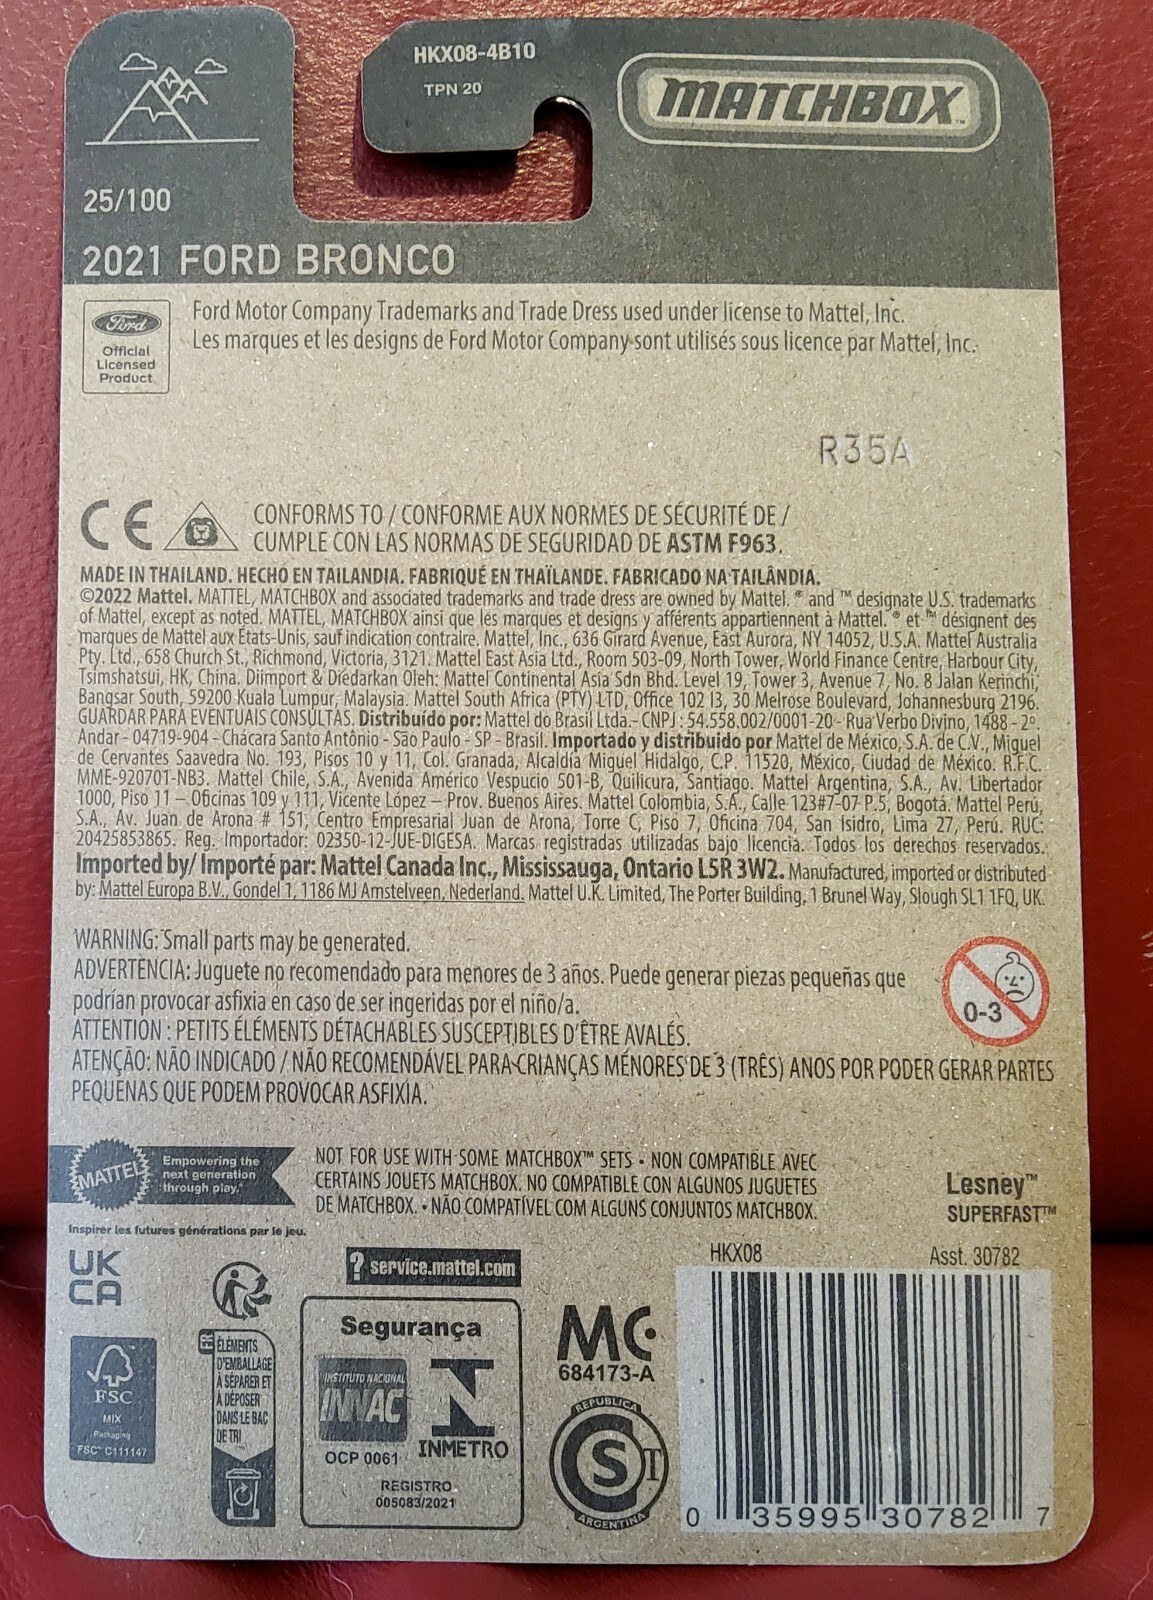 HKX08-4B10
TPN 20
MATCHBOX™
25/100
2021 FORD BRONCO
Ford
Official
Licensed
Product
Ford Motor Company Trademarks and Trade Dress used under license to Mattel, Inc.
Les marques et les designs de Ford Motor Company sont utilisés sous licence par Mattel, Inc.
R35A
CE
CONFORMS TO / CONFORME AUX NORMES DE SÉCURITÉ DE /
CUMPLE CON LAS NORMAS DE SEGURIDAD DE ASTM F963.
MADE IN THAILAND. HECHO EN TAILANDIA. FABRIQUÉ EN THAÏLANDE. FABRICADO NA TAILÂNDIA.
©2022 Mattel. MATTEL, MATCHBOX and associated trademarks and trade dress are owned by Mattel. ® and ™ designate U.S. trademarks
of Mattel, except as noted. MATTEL, MATCHBOX ainsi que les marques et designs y afférents appartiennent à Mattel. ® et ™ désignent des
marques de Mattel aux États-Unis, sauf indication contraire. Mattel, Inc., 636 Girard Avenue, East Aurora, NY 14052, U.S.A. Mattel Australia
Pty. Ltd., 658 Church St., Richmond, Victoria, 3121. Mattel East Asia Ltd., Room 503-09, North Tower, World Finance Centre, Harbour City,
Tsimshatsui, HK, China. Diimport & Diedarkan Oleh: Mattel Continental Asia Sdn Bhd. Level 19, Tower 3, Avenue 7, No. 8 Jalan Kerinchi,
Bangsar South, 59200 Kuala Lumpur, Malaysia. Mattel South Africa (PTY) LTD, Office 102 I3, 30 Melrose Boulevard, Johannesburg 2196.
GUARDAR PARA EVENTUAIS CONSULTAS. Distribuído por: Mattel do Brasil Ltda.- CNPJ : 54.558.002/0001-20 - Rua Verbo Divino, 1488 - 2º
Andar - 04719-904 - Chácara Santo Antônio - São Paulo - SP - Brasil. Importado y distribuido por Mattel de México, S.A. de C.V., Miguel
de Cervantes Saavedra No. 193, Pisos 10 y 11, Col. Granada, Alcaldía Miguel Hidalgo, C.P. 11520, México, Ciudad de México. R.F.C.
MME-920701-NB3. Mattel Chile, S.A., Avenida Américo Vespucio 501-B, Quilicura, Santiago. Mattel Argentina, S.A., Av. Libertador
1000, Piso 11 – Oficinas 109 y 111, Vicente López – Prov. Buenos Aires. Mattel Colombia, S.A., Calle 123#7-07 P.5, Bogotá. Mattel Perú,
S.A., Av. Juan de Arona # 151, Centro Empresarial Juan de Arona, Torre C, Piso 7, Oficina 704, San Isidro, Lima 27, Perú. RUC:
20425853865. Reg. Importador: 02350-12-JUE-DIGESA. Marcas registradas utilizadas bajo licencia. Todos los derechos reservados.
Imported by/ Importé par: Mattel Canada Inc., Mississauga, Ontario L5R 3W2. Manufactured, imported or distributed
by: Mattel Europa B.V., Gondel 1, 1186 MJ Amstelveen, Nederland. Mattel U.K. Limited, The Porter Building, 1 Brunel Way, Slough SL1 1FQ, UK.
WARNING: Small parts may be generated.
ADVERTENCIA: Juguete no recomendado para menores de 3 años. Puede generar piezas pequeñas que
podrían provocar asfixia en caso de ser ingeridas por el niño/a.
ATTENTION : PETITS ÉLÉMENTS DÉTACHABLES SUSCEPTIBLES D'ÊTRE AVALÉS.
ATENÇÃO: NÃO INDICADO / NÃO RECOMENDÁVEL PARA CRIANÇAS MENORES DE 3 (TRÊS) ANOS POR PODER GERAR PARTES
PEQUENAS QUE PODEM PROVOCAR ASFIXIA.
0-3
MATTEL
Empowering the
next generation
through play.™
Inspirer les futures générations par le jeu.
NOT FOR USE WITH SOME MATCHBOX™ SETS • NON COMPATIBLE AVEC
CERTAINS JOUETS MATCHBOX. NO COMPATIBLE CON ALGUNOS JUGUETES
DE MATCHBOX. • NÃO COMPATÍVEL COM ALGUNS CONJUNTOS MATCHBOX.
Lesney™
SUPERFAST™
UK
CA
FSC
MIX
Packaging
FSC™ C111147
FR
ÉLÉMENTS
D'EMBALLAGE
À SÉPARER ET
À DÉPOSER
DANS LE BAC
DE TRI
? service.mattel.com
Segurança
INSTITUTO NACIONAL
INNAC
OCP 0061
INMETRO
REGISTRO
005083/2021
MC
684173-A
REPUBLICA
S T
ARGENTINA
HKX08 Asst. 30782
0 35995 30782 7